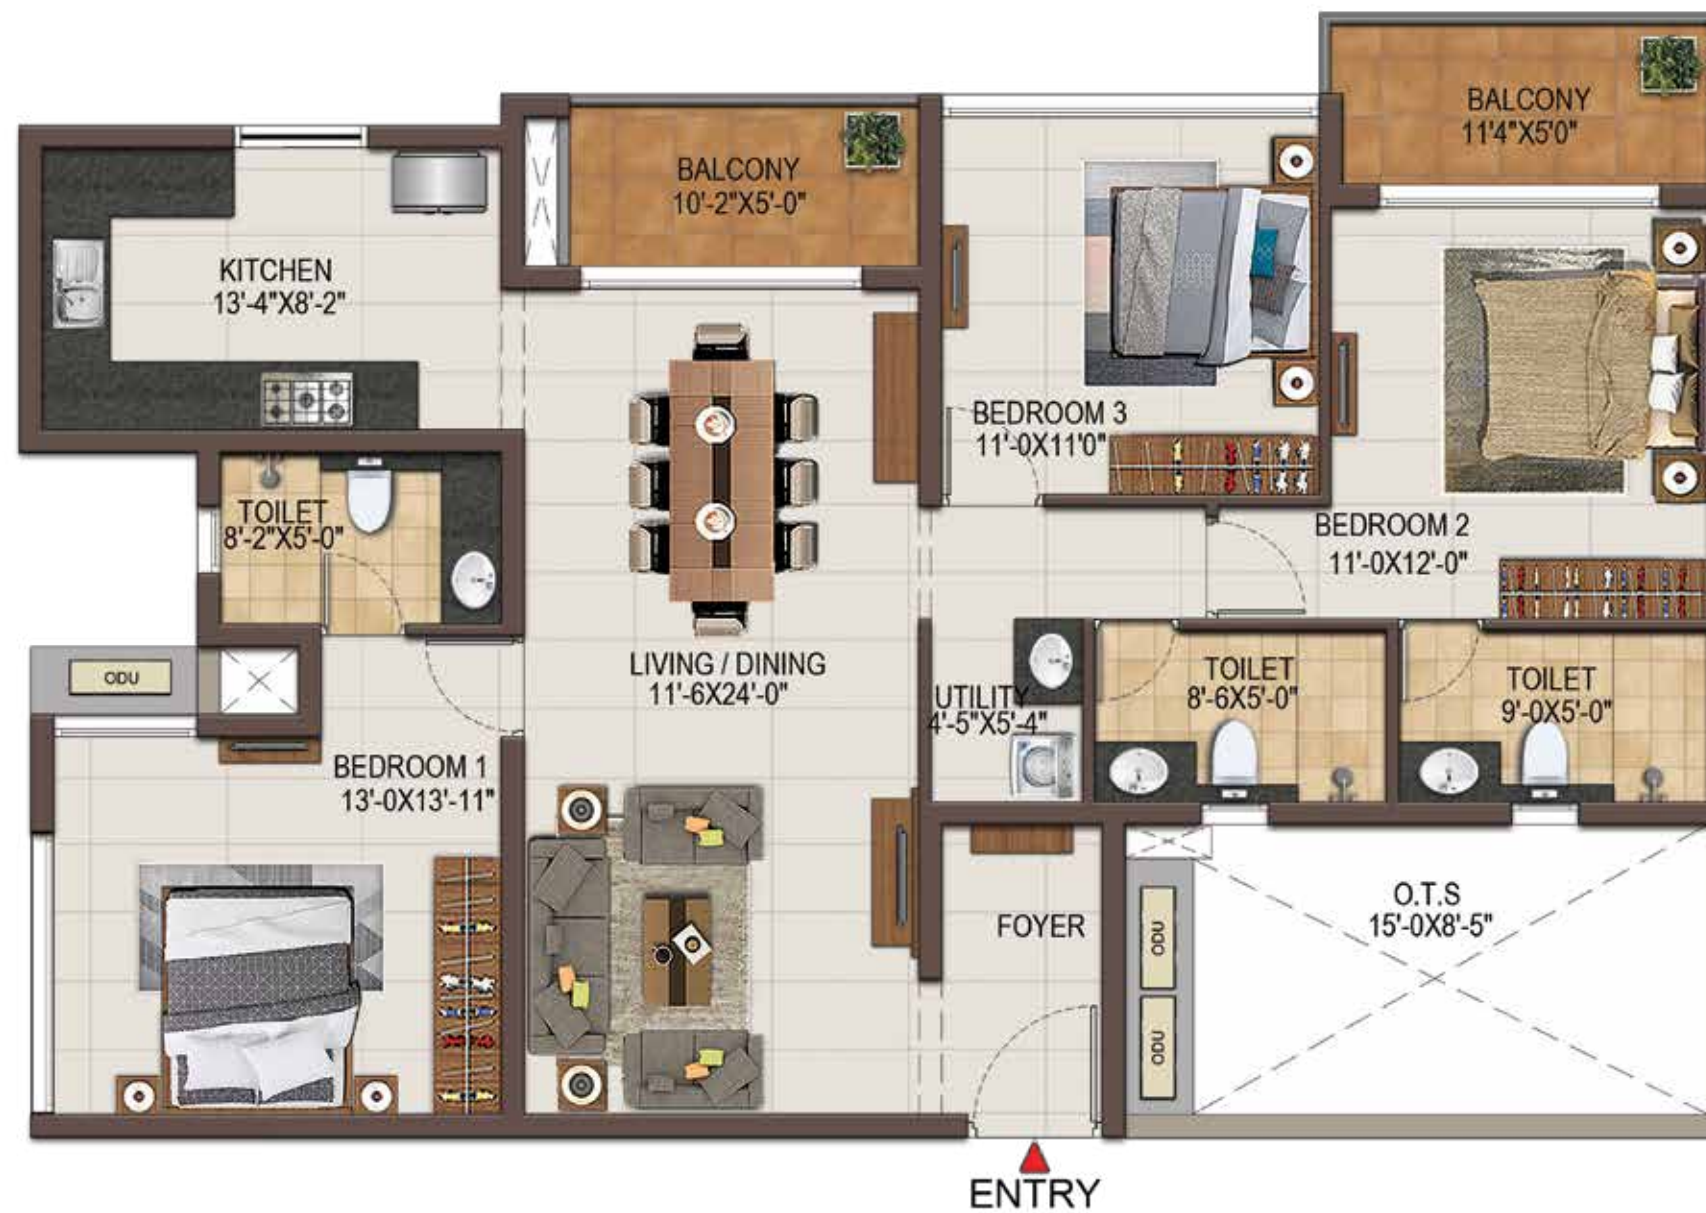 BALCONY
11'4"X5'0"
BALCONY
10'-2"X5'-0"
KITCHEN
13'-4"X8'-2"
BEDROOM 3
11'-0X11'0"
BEDROOM 2
11'-0X12'-0"
TOILET
8'-2"X5'-0"
LIVING / DINING
11'-6X24'-0"
ODU
UTILITY
4'-5"X5'-4"
TOILET
8'-6X5'-0"
TOILET
9'-0X5'-0"
BEDROOM 1
13'-0X13'-11"
FOYER
ODU
ODU
O.T.S
15'-0X8'-5"
ENTRY